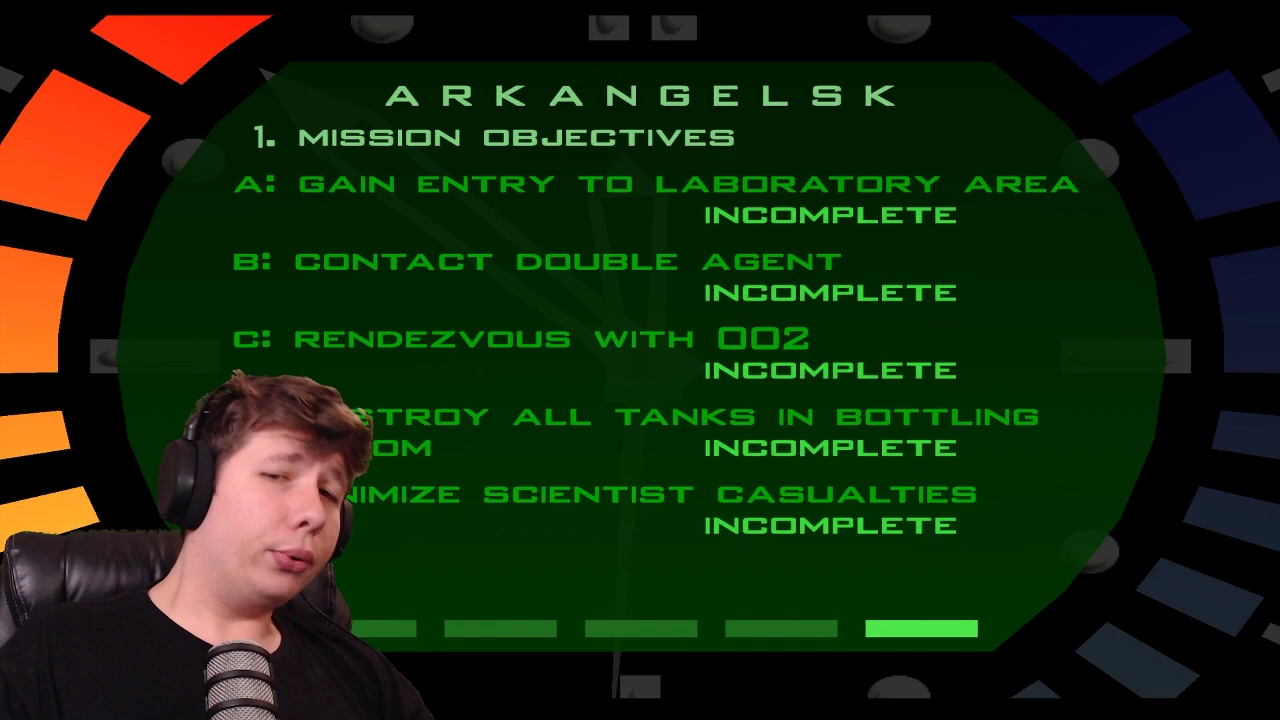 ARKANGELSK
1. MISSION OBJECTIVES
A: GAIN ENTRY TO LABORATORY AREA
INCOMPLETE
B: CONTACT DOUBLE AGENT
INCOMPLETE
C: RENDEZVOUS WITH 002
INCOMPLETE
STROY ALL TANKS IN BOTTLING
OM INCOMPLETE
NIMIZE SCIENTIST CASUALTIES
INCOMPLETE